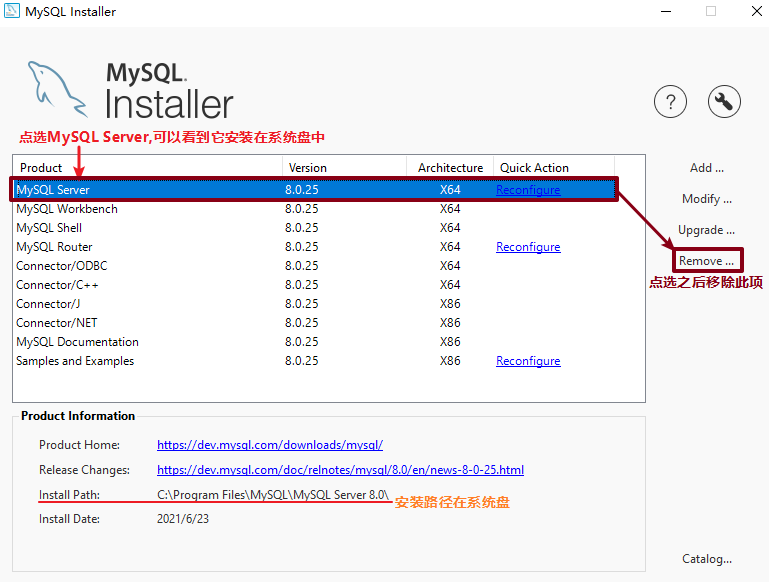 MySQL Installer
MySQL.
Installer
点选MySQL Server,可以看到它安装在系统盘中
Product Version Architecture Quick Action
MySQL Server 8.0.25 X64 Reconfigure
MySQL Workbench 8.0.25 X64
MySQL Shell 8.0.25 X64
MySQL Router 8.0.25 X64 Reconfigure
Connector/ODBC 8.0.25 X64
Connector/C++ 8.0.25 X64
Connector/J 8.0.25 X86
Connector/NET 8.0.25 X86
MySQL Documentation 8.0.25 X86
Samples and Examples 8.0.25 X86 Reconfigure
Add ...
Modify ...
Upgrade ...
Remove ...
点选之后移除此项
Product Information
Product Home: https://dev.mysql.com/downloads/mysql/
Release Changes: https://dev.mysql.com/doc/relnotes/mysql/8.0/en/news-8-0-25.html
Install Path: C:\Program Files\MySQL\MySQL Server 8.0\ 安装路径在系统盘
Install Date: 2021/6/23
Catalog...